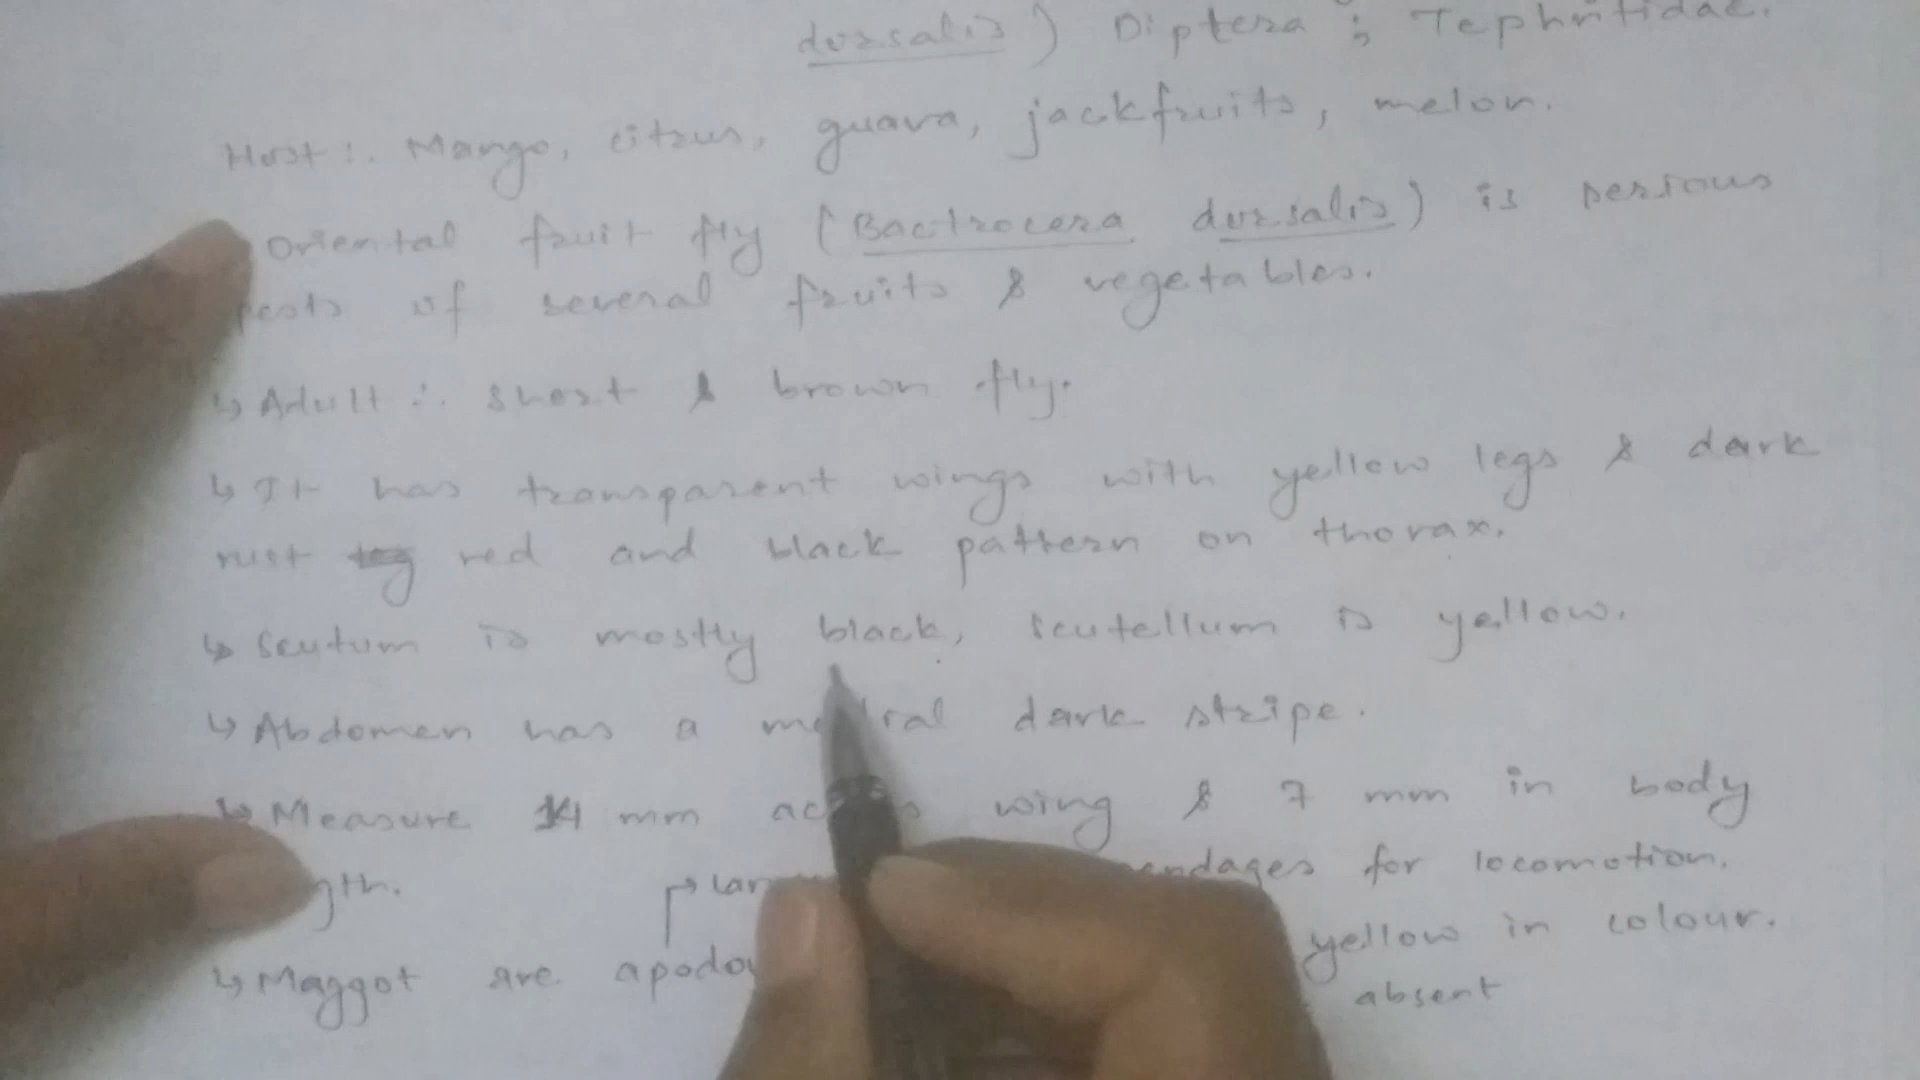 dorsalis) Diptera ; Tephritidae.
Host :. Mango, citrus, guava, jackfruits, melon.
Oriental fruit fly (Bactrocera dorsalis) is serious
pests of several fruits & vegetables.
↳ Adult :. Short & brown fly.
↳ It has transparent wings with yellow legs & dark
rust red and black pattern on thorax.
↳ Scutum is mostly black, scutellum is yellow.
↳ Abdomen has a dark stripe.
↳ Measure 14 mm wing & 7 mm in body
for locomotion.
↳ Maggot are yellow in colour.
absent